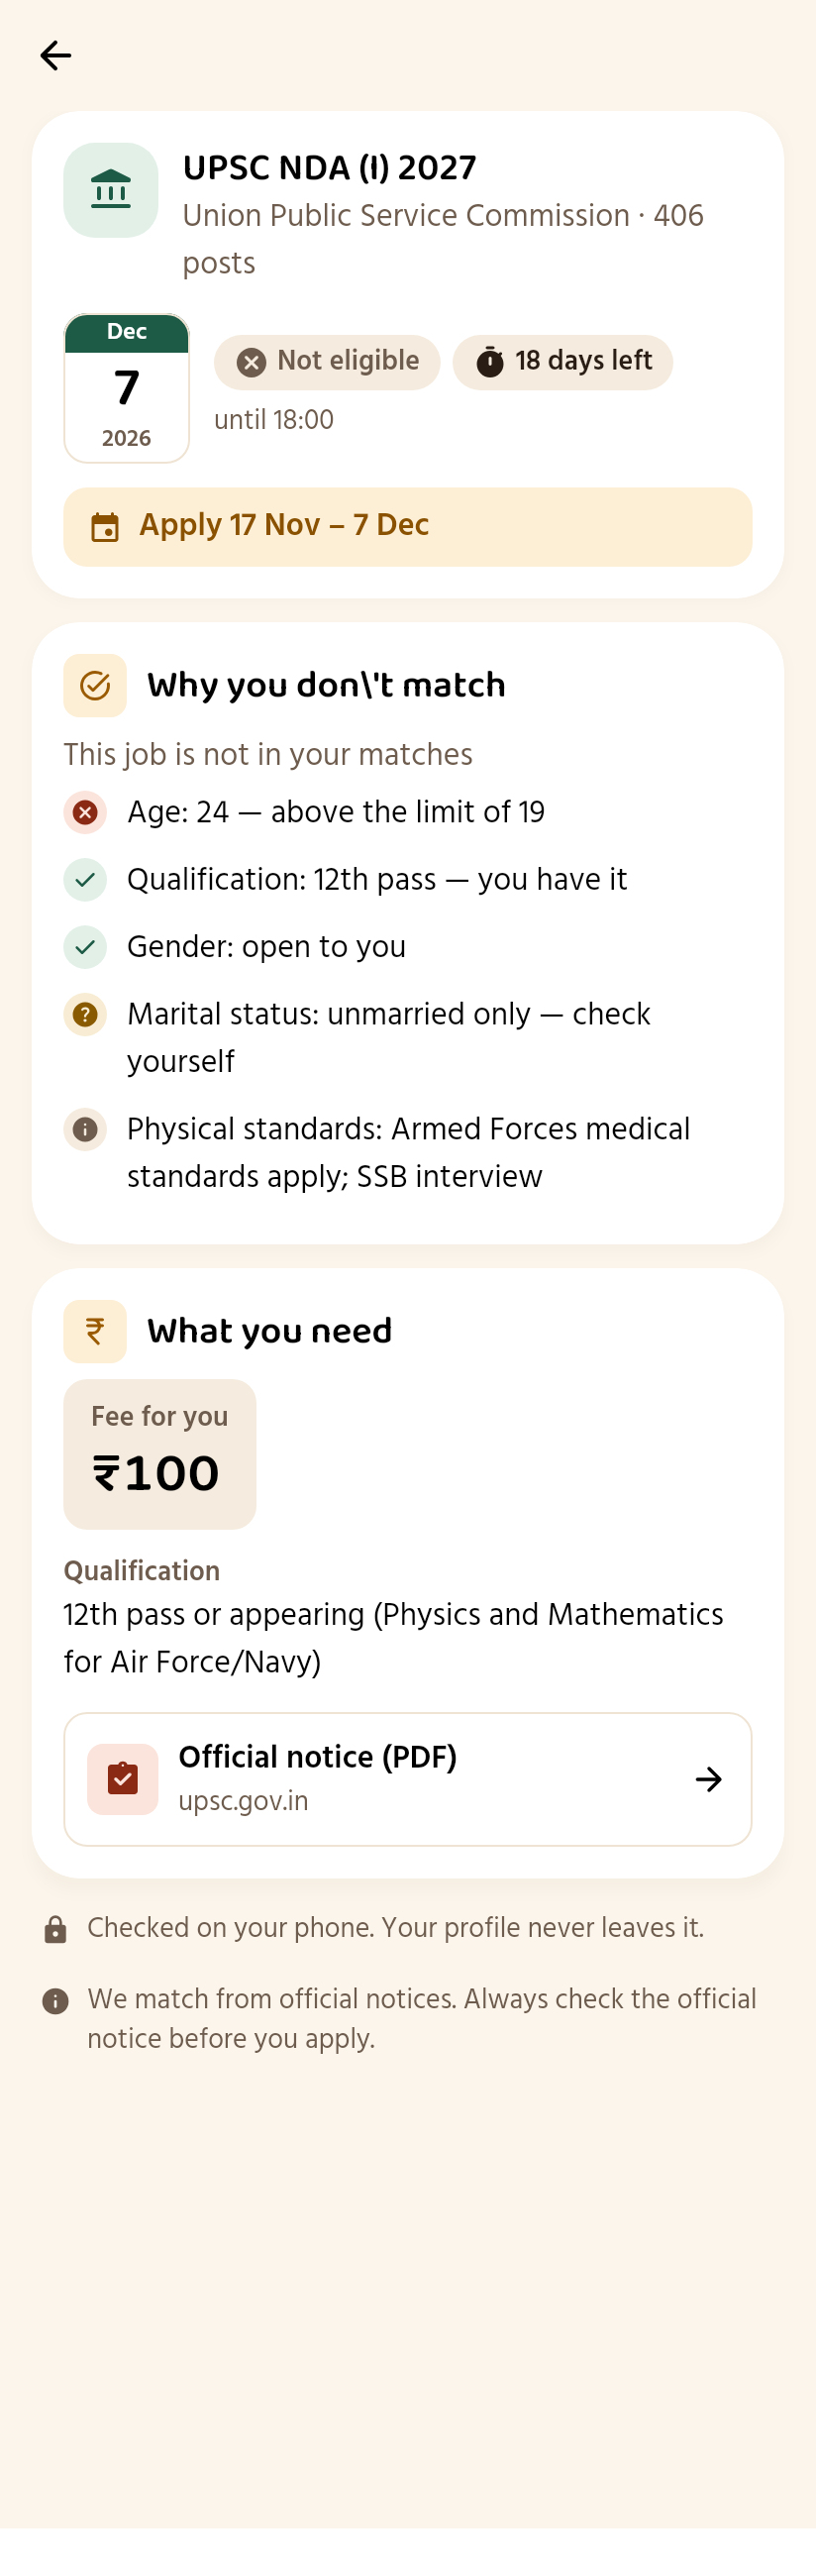 UPSC NDA (I) 2027
Union Public Service Commission · 406
posts
Dec
7
2026
Not eligible
18 days left
until 18:00
Apply 17 Nov – 7 Dec
Why you don\'t match
This job is not in your matches
Age: 24 — above the limit of 19
Qualification: 12th pass — you have it
Gender: open to you
Marital status: unmarried only — check
yourself
Physical standards: Armed Forces medical
standards apply; SSB interview
₹ What you need
Fee for you
₹100
Qualification
12th pass or appearing (Physics and Mathematics
for Air Force/Navy)
Official notice (PDF)
upsc.gov.in
Checked on your phone. Your profile never leaves it.
We match from official notices. Always check the official
notice before you apply.